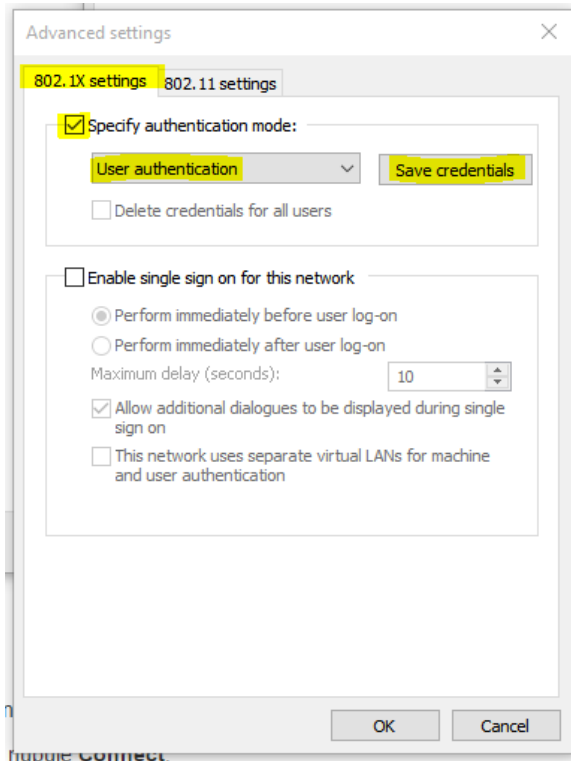 Advanced settings
802.1X settings
802.11 settings
Specify authentication mode:
User authentication
Save credentials
Delete credentials for all users
Enable single sign on for this network
Perform immediately before user log-on
Perform immediately after user log-on
Maximum delay (seconds):
10
Allow additional dialogues to be displayed during single
sign on
This network uses separate virtual LANs for machine
and user authentication
OK
Cancel
Connect.